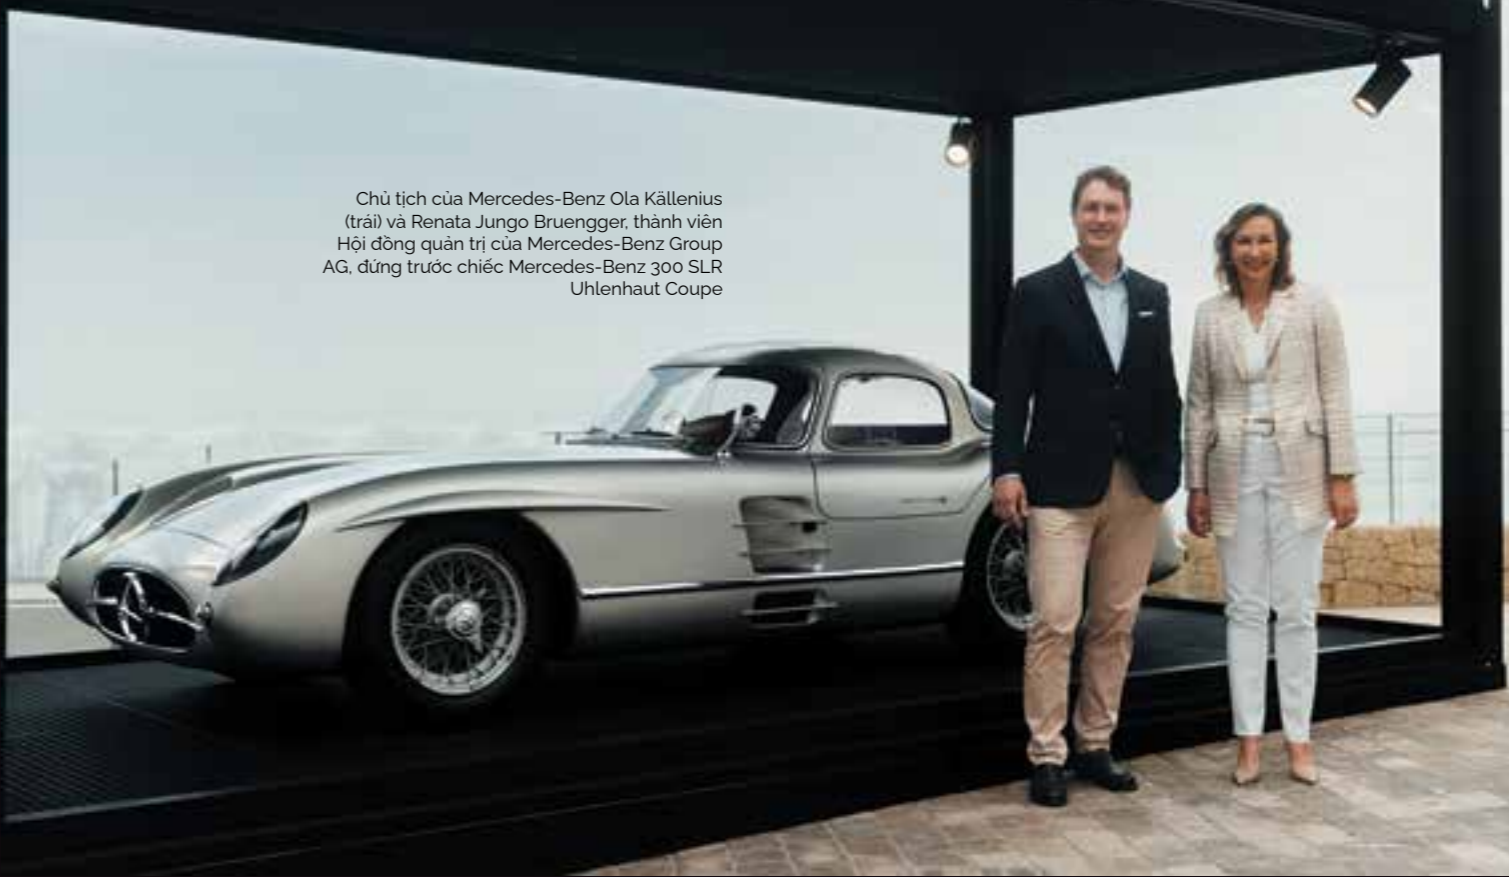 Chủ tịch của Mercedes-Benz Ola Källenius
(trái) và Renata Jungo Bruengger, thành viên
Hội đồng quản trị của Mercedes-Benz Group
AG, đứng trước chiếc Mercedes-Benz 300 SLR
Uhlenhaut Coupe